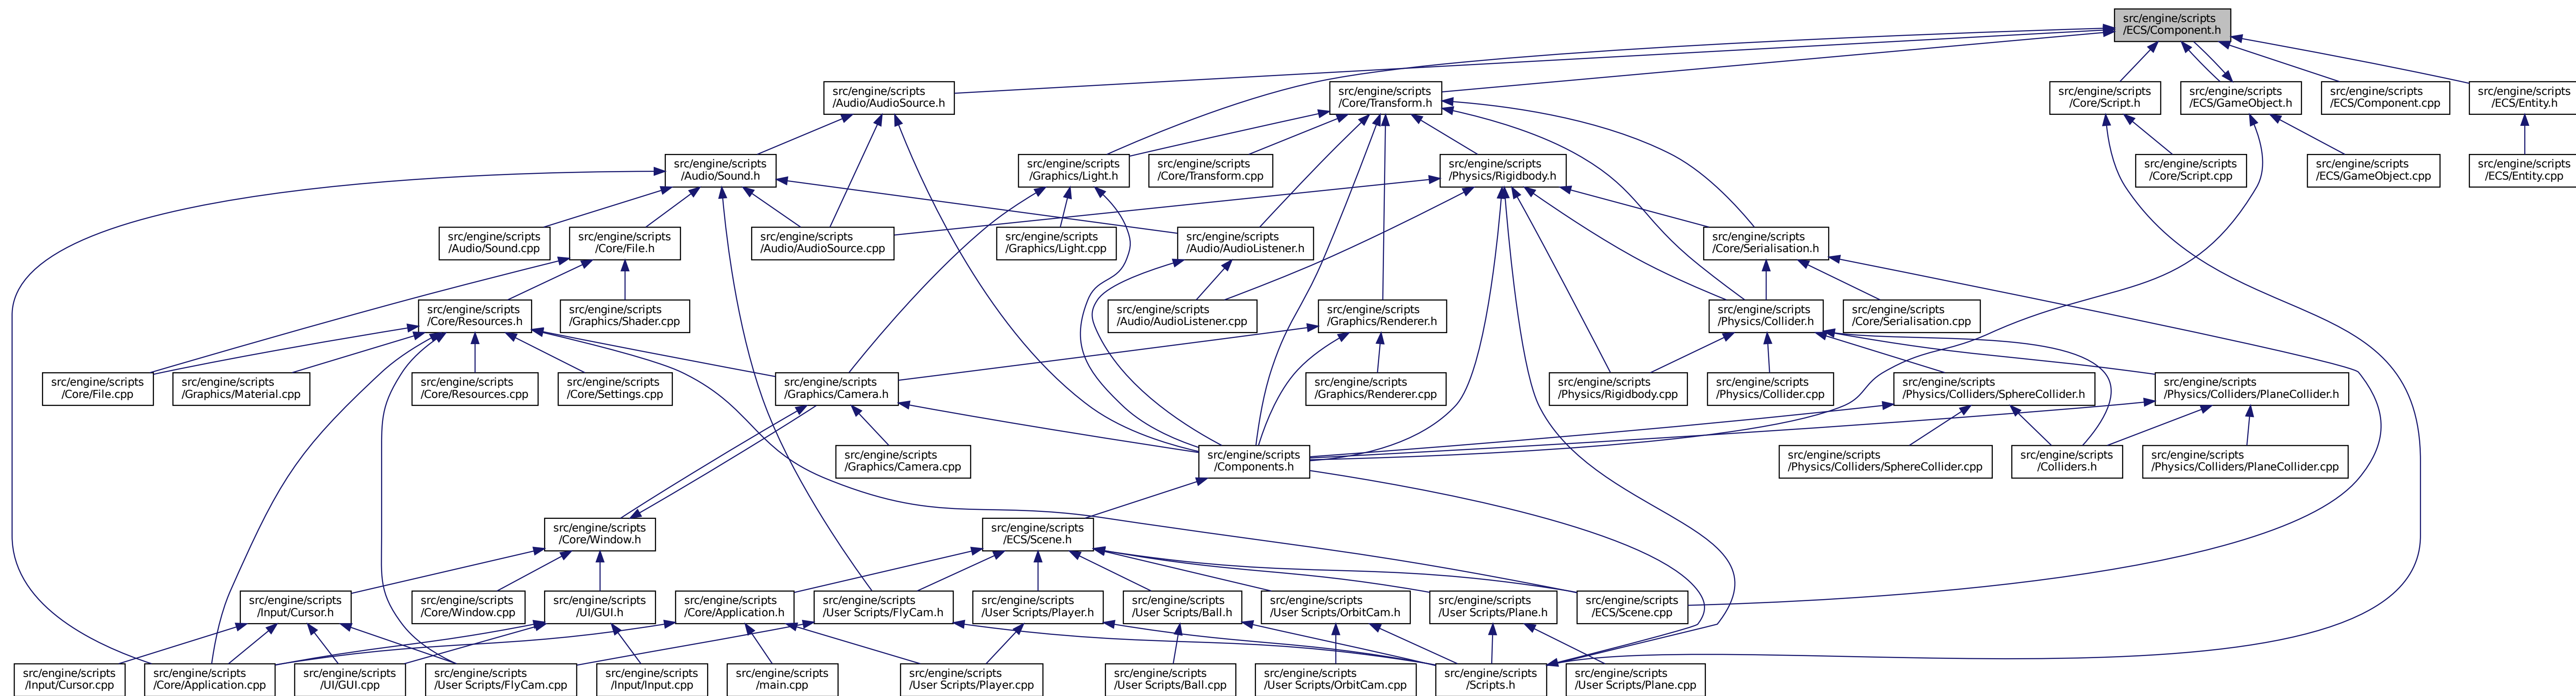 src/engine/scripts
/ECS/Component.h
src/engine/scripts
/Audio/AudioSource.h
src/engine/scripts
/Core/Transform.h
src/engine/scripts
/Core/Script.h
src/engine/scripts
/ECS/GameObject.h
src/engine/scripts
/ECS/Component.cpp
src/engine/scripts
/ECS/Entity.h
src/engine/scripts
/Audio/Sound.h
src/engine/scripts
/Graphics/Light.h
src/engine/scripts
/Core/Transform.cpp
src/engine/scripts
/Physics/Rigidbody.h
src/engine/scripts
/Core/Script.cpp
src/engine/scripts
/ECS/GameObject.cpp
src/engine/scripts
/ECS/Entity.cpp
src/engine/scripts
/Audio/Sound.cpp
src/engine/scripts
/Core/File.h
src/engine/scripts
/Audio/AudioSource.cpp
src/engine/scripts
/Graphics/Light.cpp
src/engine/scripts
/Audio/AudioListener.h
src/engine/scripts
/Core/Serialisation.h
src/engine/scripts
/Core/Resources.h
src/engine/scripts
/Graphics/Shader.cpp
src/engine/scripts
/Audio/AudioListener.cpp
src/engine/scripts
/Graphics/Renderer.h
src/engine/scripts
/Physics/Collider.h
src/engine/scripts
/Core/Serialisation.cpp
src/engine/scripts
/Core/File.cpp
src/engine/scripts
/Graphics/Material.cpp
src/engine/scripts
/Core/Resources.cpp
src/engine/scripts
/Core/Settings.cpp
src/engine/scripts
/Graphics/Camera.h
src/engine/scripts
/Graphics/Renderer.cpp
src/engine/scripts
/Physics/Rigidbody.cpp
src/engine/scripts
/Physics/Collider.cpp
src/engine/scripts
/Physics/Colliders/SphereCollider.h
src/engine/scripts
/Physics/Colliders/PlaneCollider.h
src/engine/scripts
/Graphics/Camera.cpp
src/engine/scripts
/Components.h
src/engine/scripts
/Physics/Colliders/SphereCollider.cpp
src/engine/scripts
/Colliders.h
src/engine/scripts
/Physics/Colliders/PlaneCollider.cpp
src/engine/scripts
/Core/Window.h
src/engine/scripts
/ECS/Scene.h
src/engine/scripts
/Input/Cursor.h
src/engine/scripts
/Core/Window.cpp
src/engine/scripts
/UI/GUI.h
src/engine/scripts
/Core/Application.h
src/engine/scripts
/User Scripts/FlyCam.h
src/engine/scripts
/User Scripts/Player.h
src/engine/scripts
/User Scripts/Ball.h
src/engine/scripts
/User Scripts/OrbitCam.h
src/engine/scripts
/User Scripts/Plane.h
src/engine/scripts
/ECS/Scene.cpp
src/engine/scripts
/Input/Cursor.cpp
src/engine/scripts
/Core/Application.cpp
src/engine/scripts
/UI/GUI.cpp
src/engine/scripts
/User Scripts/FlyCam.cpp
src/engine/scripts
/Input/Input.cpp
src/engine/scripts
/main.cpp
src/engine/scripts
/User Scripts/Player.cpp
src/engine/scripts
/User Scripts/Ball.cpp
src/engine/scripts
/User Scripts/OrbitCam.cpp
src/engine/scripts
/Scripts.h
src/engine/scripts
/User Scripts/Plane.cpp